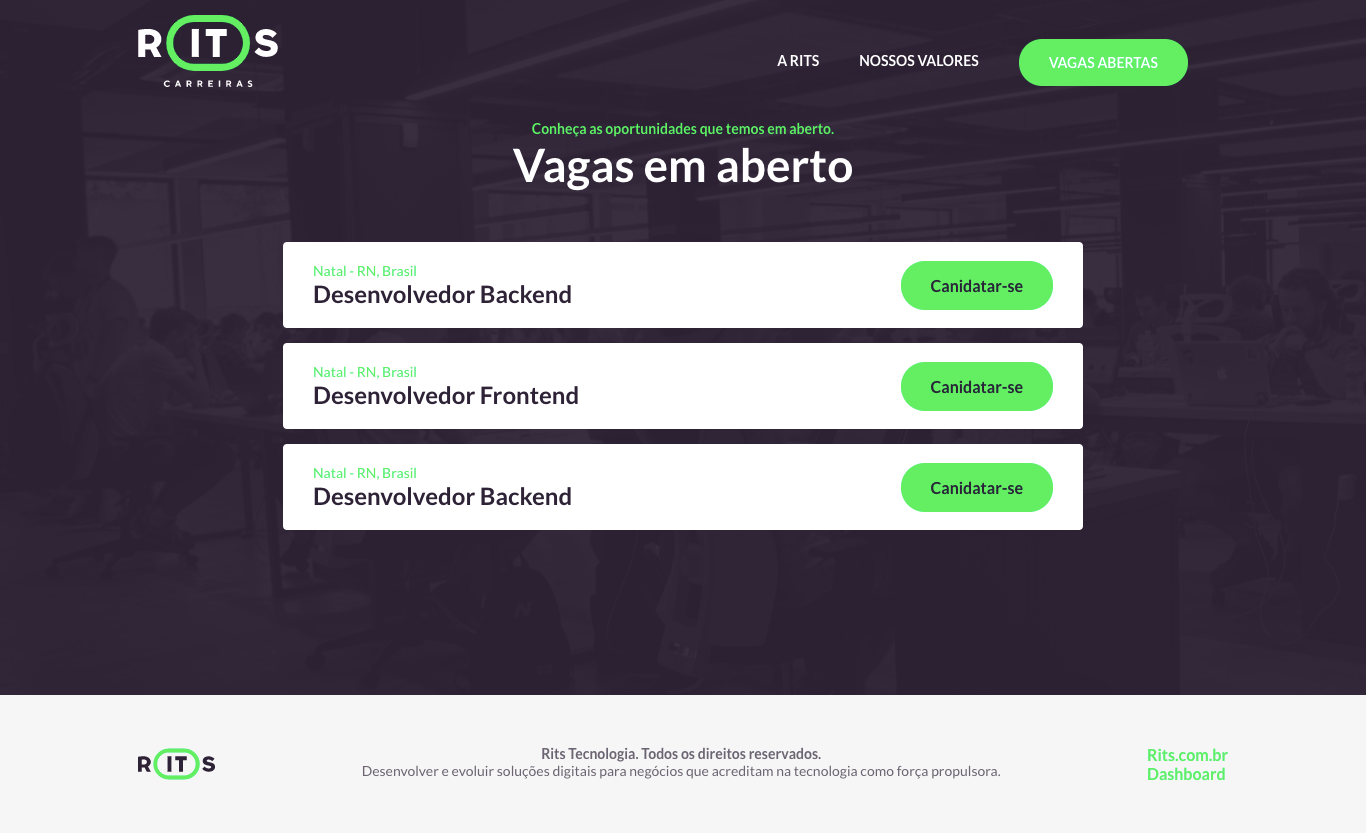 RITS
CARREIRAS
A RITS
NOSSOS VALORES
VAGAS ABERTAS
Conheça as oportunidades que temos em aberto.
Vagas em aberto
Natal - RN, Brasil
Desenvolvedor Backend
Canidatar-se
Natal - RN, Brasil
Desenvolvedor Frontend
Canidatar-se
Natal - RN, Brasil
Desenvolvedor Backend
Canidatar-se
RITS
Rits Tecnologia. Todos os direitos reservados.
Desenvolver e evoluir soluções digitais para negócios que acreditam na tecnologia como força propulsora.
Rits.com.br
Dashboard